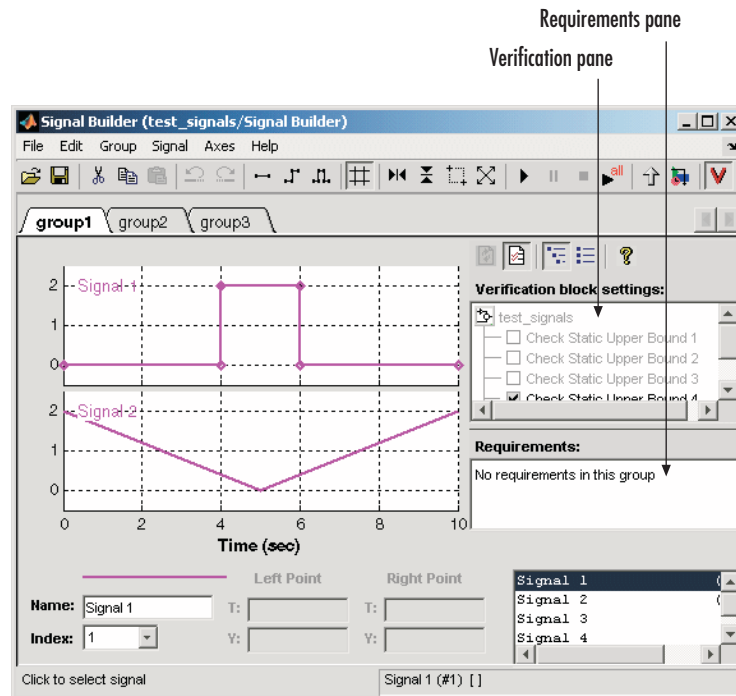 Requirements pane
Verification pane
Signal Builder (test_signals/Signal Builder)
File Edit Group Signal Axes Help
all
group1 group2 group3
Verification block settings:
test_signals
Check Static Upper Bound 1
Check Static Upper Bound 2
Check Static Upper Bound 3
Check Static Upper Bound 4
Requirements:
No requirements in this group
2
Signal 1
1
0
2
Signal 2
1
0
0 2 4 6 8 10
Time (sec)
Left Point Right Point
Name: Signal 1 T: T:
Index: 1 Y: Y:
Signal 1 (
Signal 2 (
Signal 3
Signal 4
Click to select signal
Signal 1 (#1) [ ]